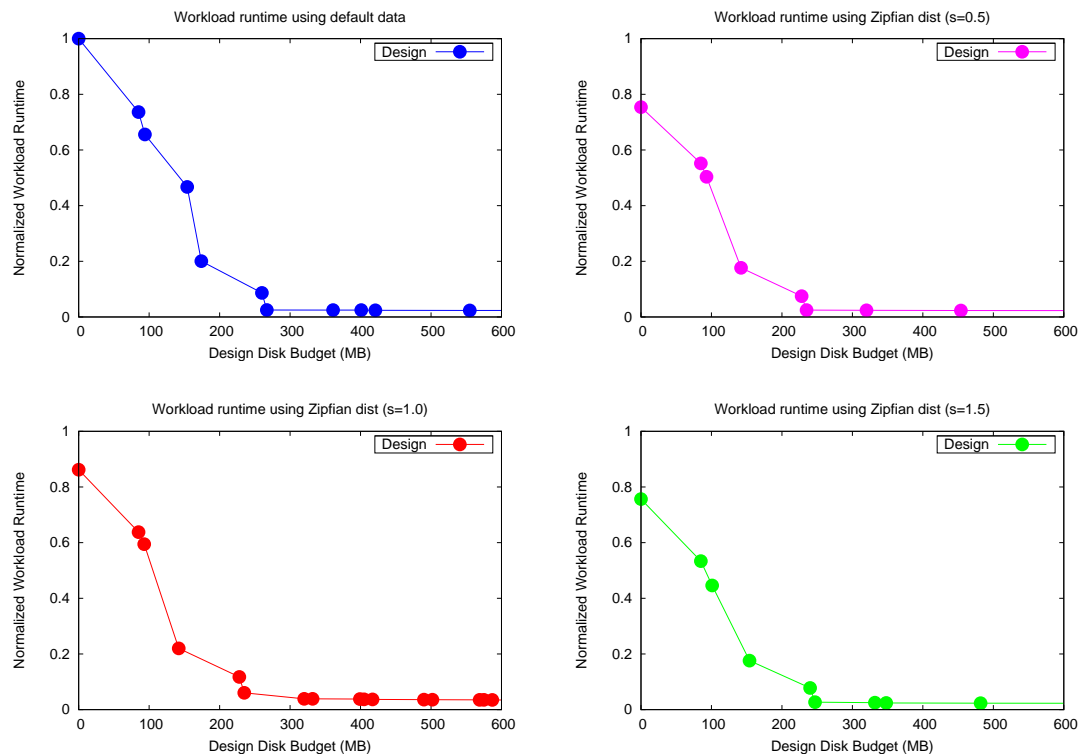 Workload runtime using default data
Normalized Workload Runtime
1
0.8
0.6
0.4
0.2
0
Design
0 100 200 300 400 500 600
Design Disk Budget (MB)
Workload runtime using Zipfian dist (s=0.5)
Normalized Workload Runtime
1
0.8
0.6
0.4
0.2
0
Design
0 100 200 300 400 500 600
Design Disk Budget (MB)
Workload runtime using Zipfian dist (s=1.0)
Normalized Workload Runtime
1
0.8
0.6
0.4
0.2
0
Design
0 100 200 300 400 500 600
Design Disk Budget (MB)
Workload runtime using Zipfian dist (s=1.5)
Normalized Workload Runtime
1
0.8
0.6
0.4
0.2
0
Design
0 100 200 300 400 500 600
Design Disk Budget (MB)